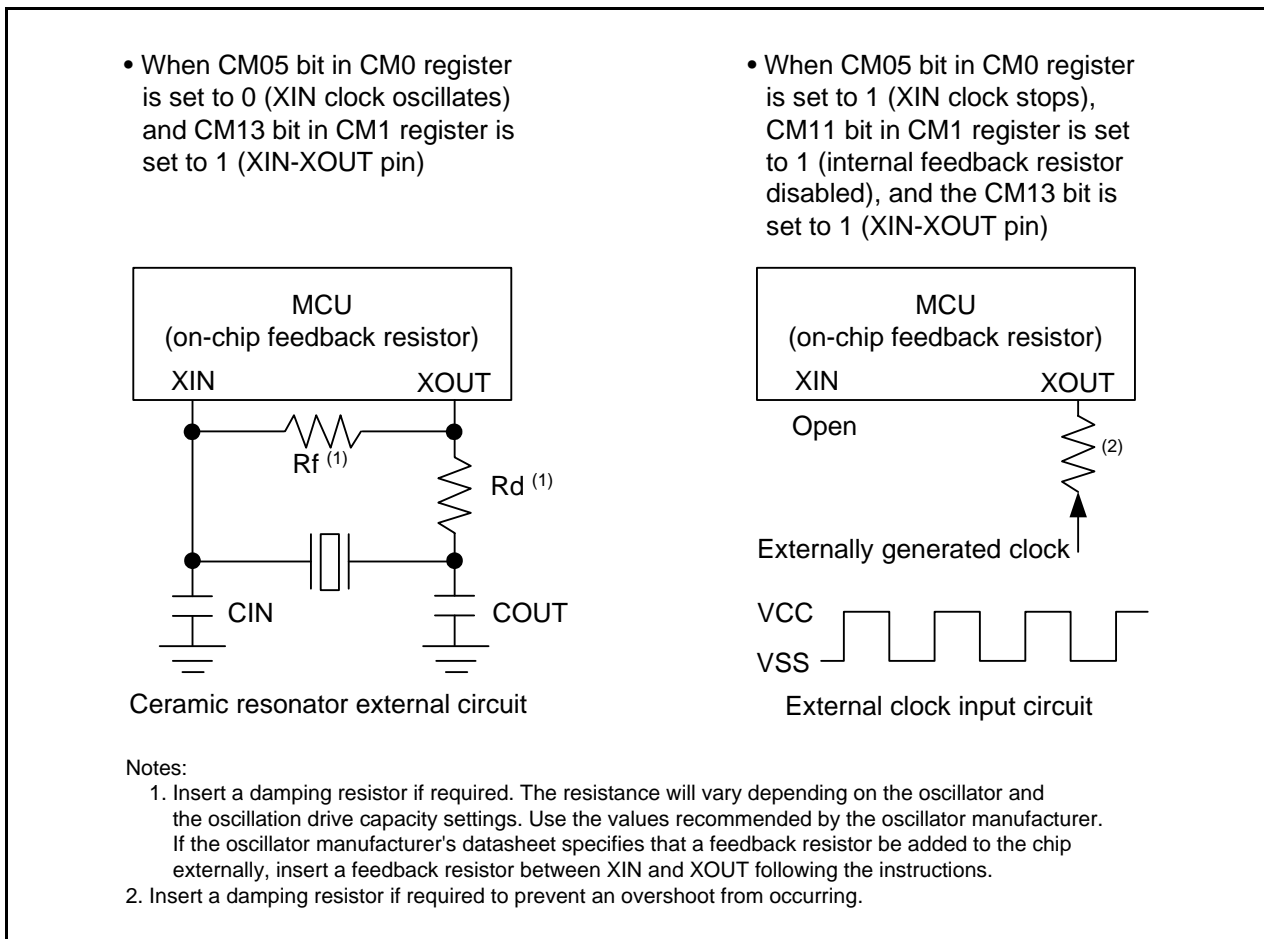 • When CM05 bit in CM0 register
is set to 0 (XIN clock oscillates)
and CM13 bit in CM1 register is
set to 1 (XIN-XOUT pin)
MCU
(on-chip feedback resistor)
XIN
XOUT
Rf (1)
Rd (1)
CIN
COUT
Ceramic resonator external circuit
• When CM05 bit in CM0 register
is set to 1 (XIN clock stops),
CM11 bit in CM1 register is set
to 1 (internal feedback resistor
disabled), and the CM13 bit is
set to 1 (XIN-XOUT pin)
MCU
(on-chip feedback resistor)
XIN
XOUT
Open
(2)
Externally generated clock
VCC
VSS
External clock input circuit
Notes:
1. Insert a damping resistor if required. The resistance will vary depending on the oscillator and
the oscillation drive capacity settings. Use the values recommended by the oscillator manufacturer.
If the oscillator manufacturer's datasheet specifies that a feedback resistor be added to the chip
externally, insert a feedback resistor between XIN and XOUT following the instructions.
2. Insert a damping resistor if required to prevent an overshoot from occurring.